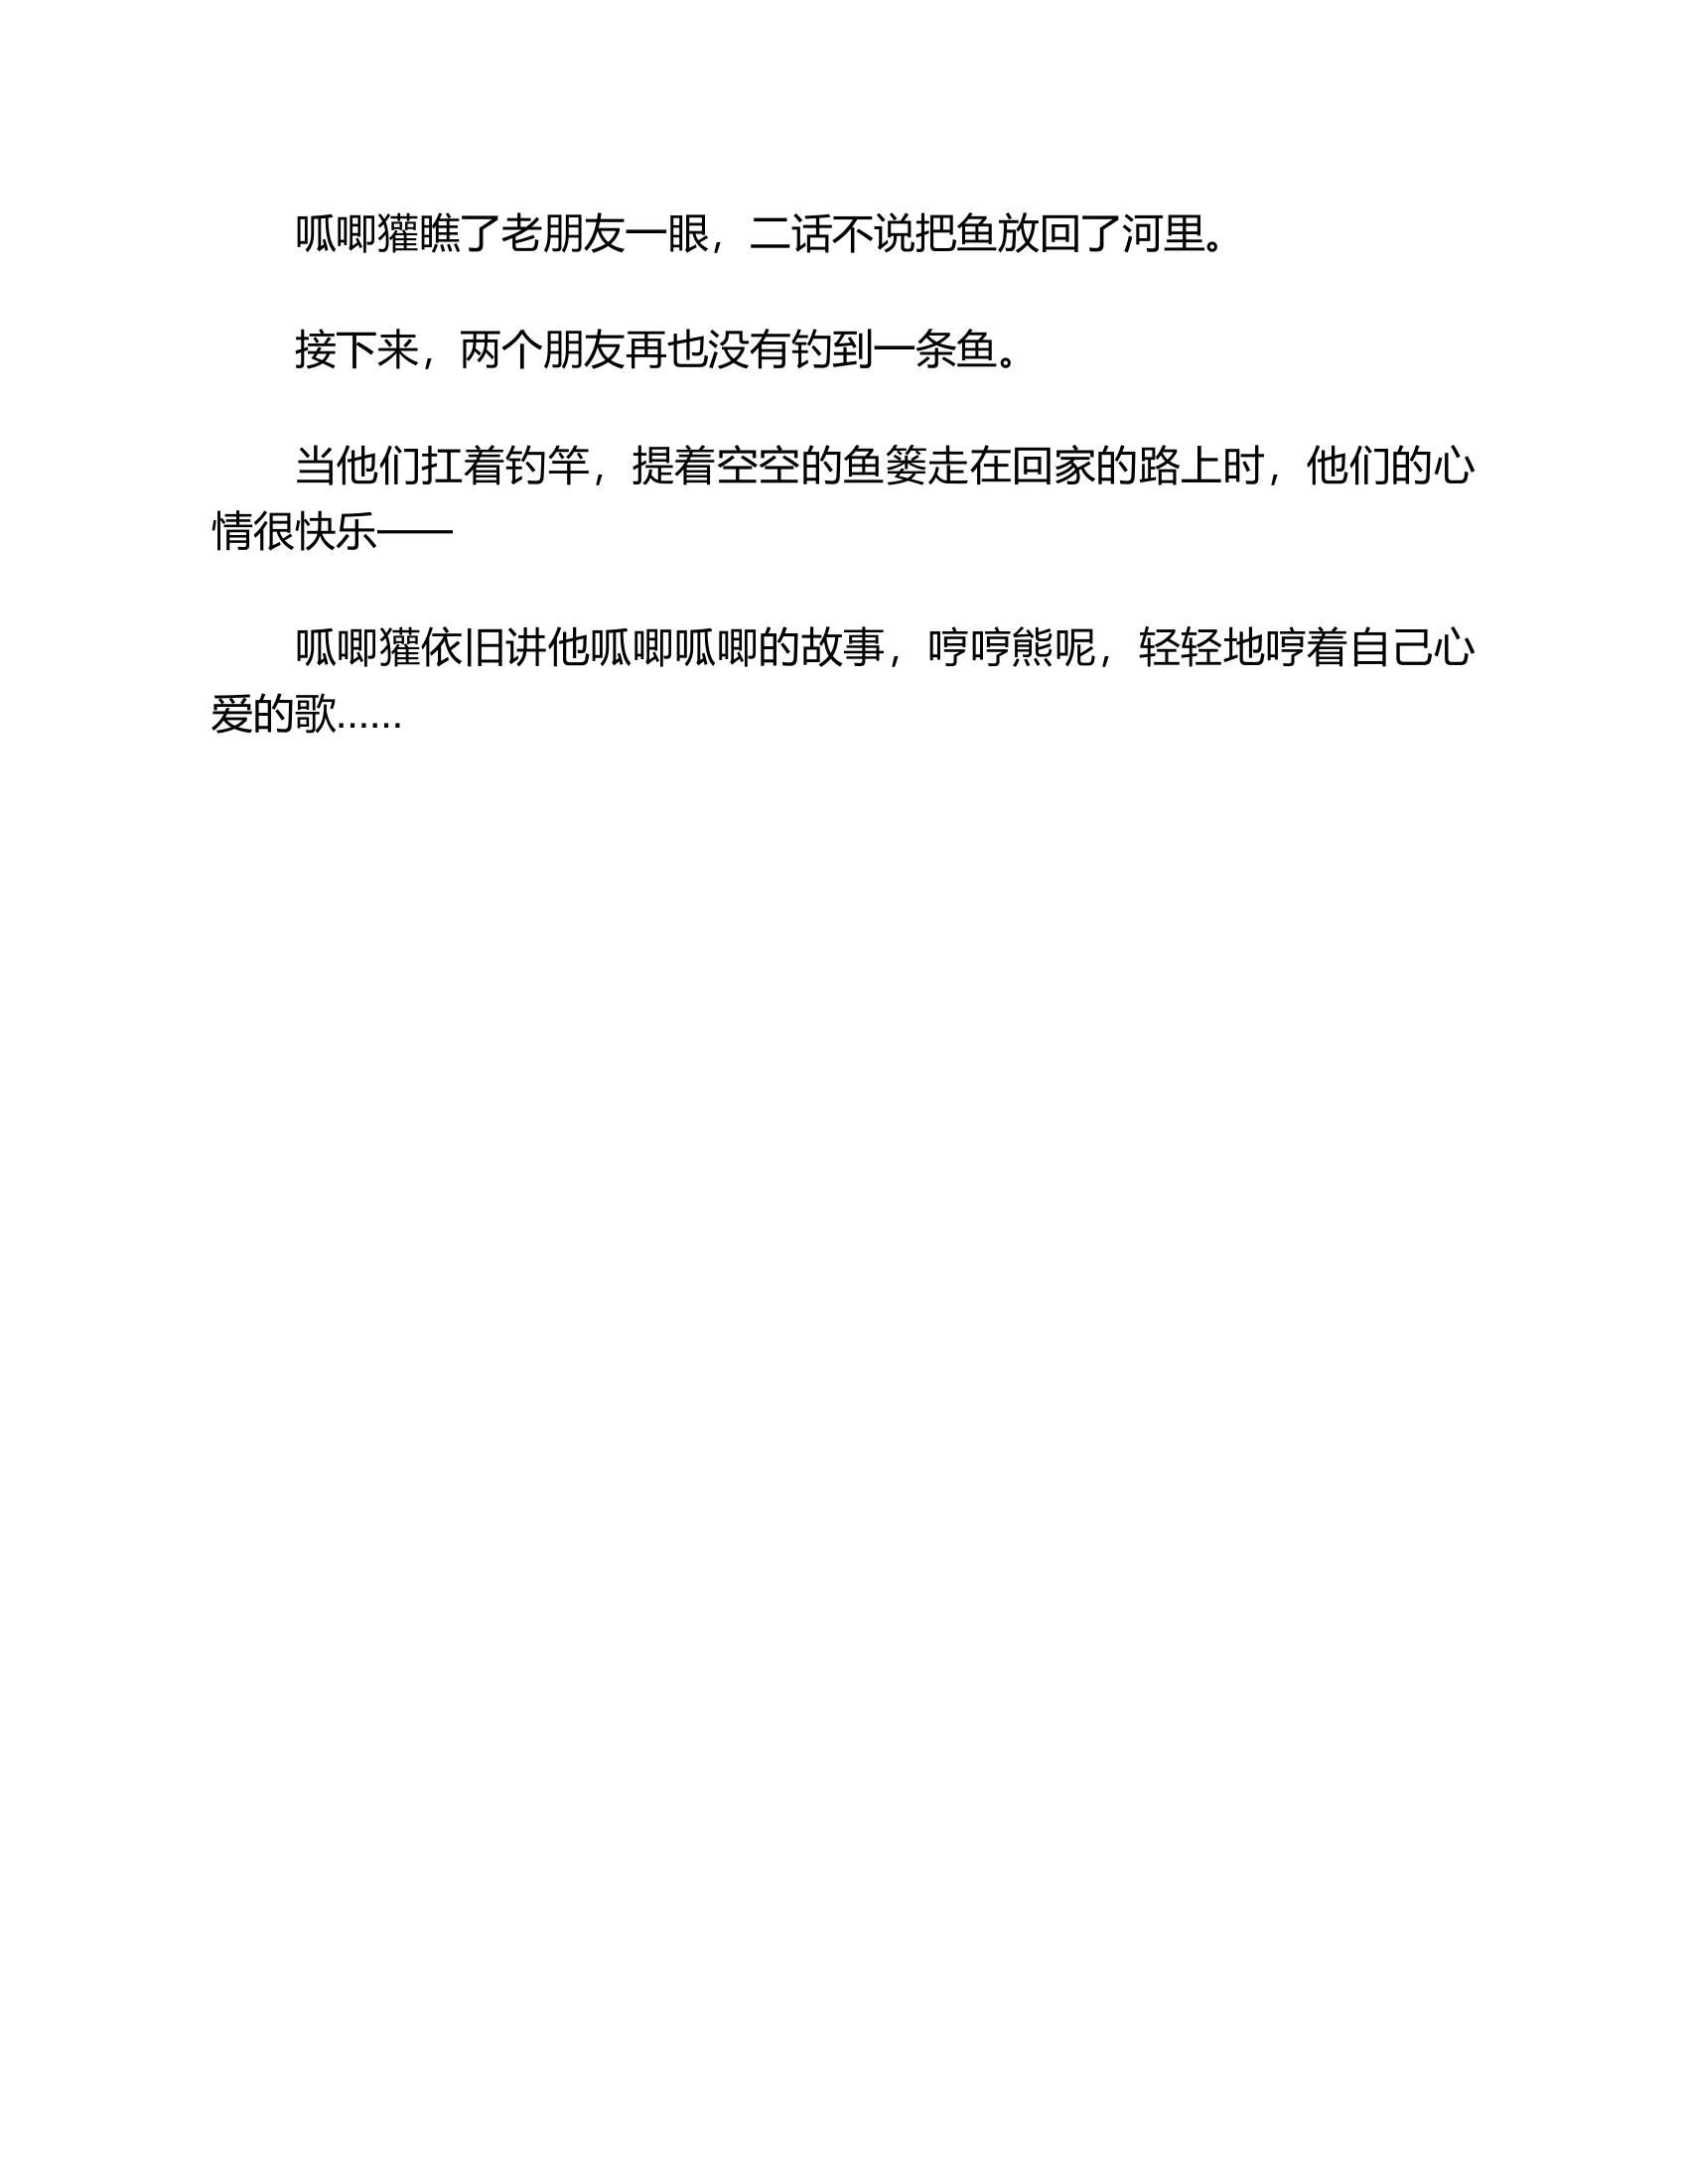 呱唧獾瞧了老朋友一眼，二话不说把鱼放回了河里。
接下来，两个朋友再也没有钓到一条鱼。
当他们扛着钓竿，提着空空的鱼篓走在回家的路上时，他们的心
情很快乐——
呱唧獾依旧讲他呱唧呱唧的故事，哼哼熊呢，轻轻地哼着自己心
爱的歌……